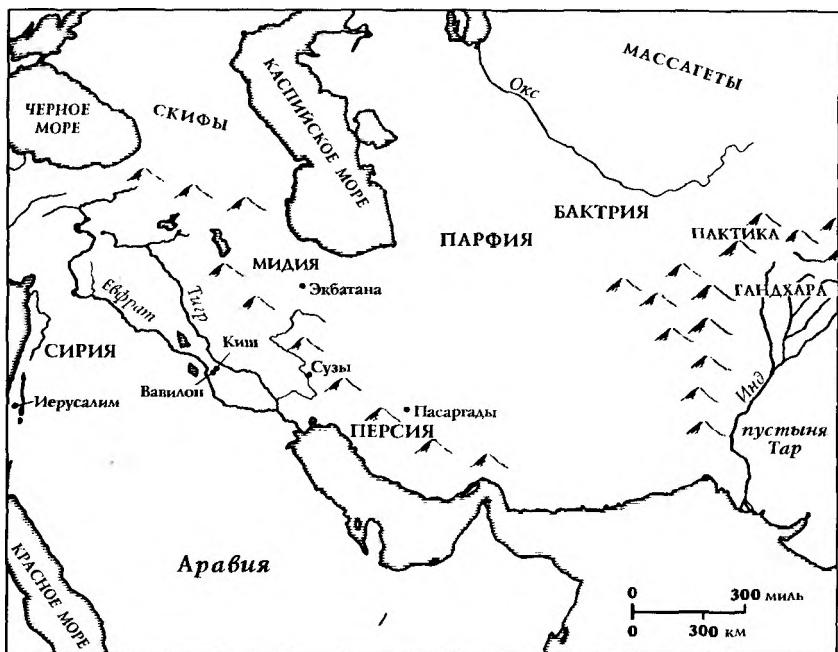 МАССАГЕТЫ
Окс
ЧЕРНОЕ
МОРЕ
СКИФЫ
КАСПИЙСКОЕ МОРЕ
БАКТРИЯ
ПАКТИКА
ПАРФИЯ
МИДИЯ
Экбатана
ГАНДХАРА
Евфрат
Тигр
СИРИЯ
Киш
Сузы
Вавилон
Инд
Иерусалим
Пасаргады
ПЕРСИЯ
пустыня
Тар
Аравия
КРАСНОЕ МОРЕ
0 300 миль
0 300 км